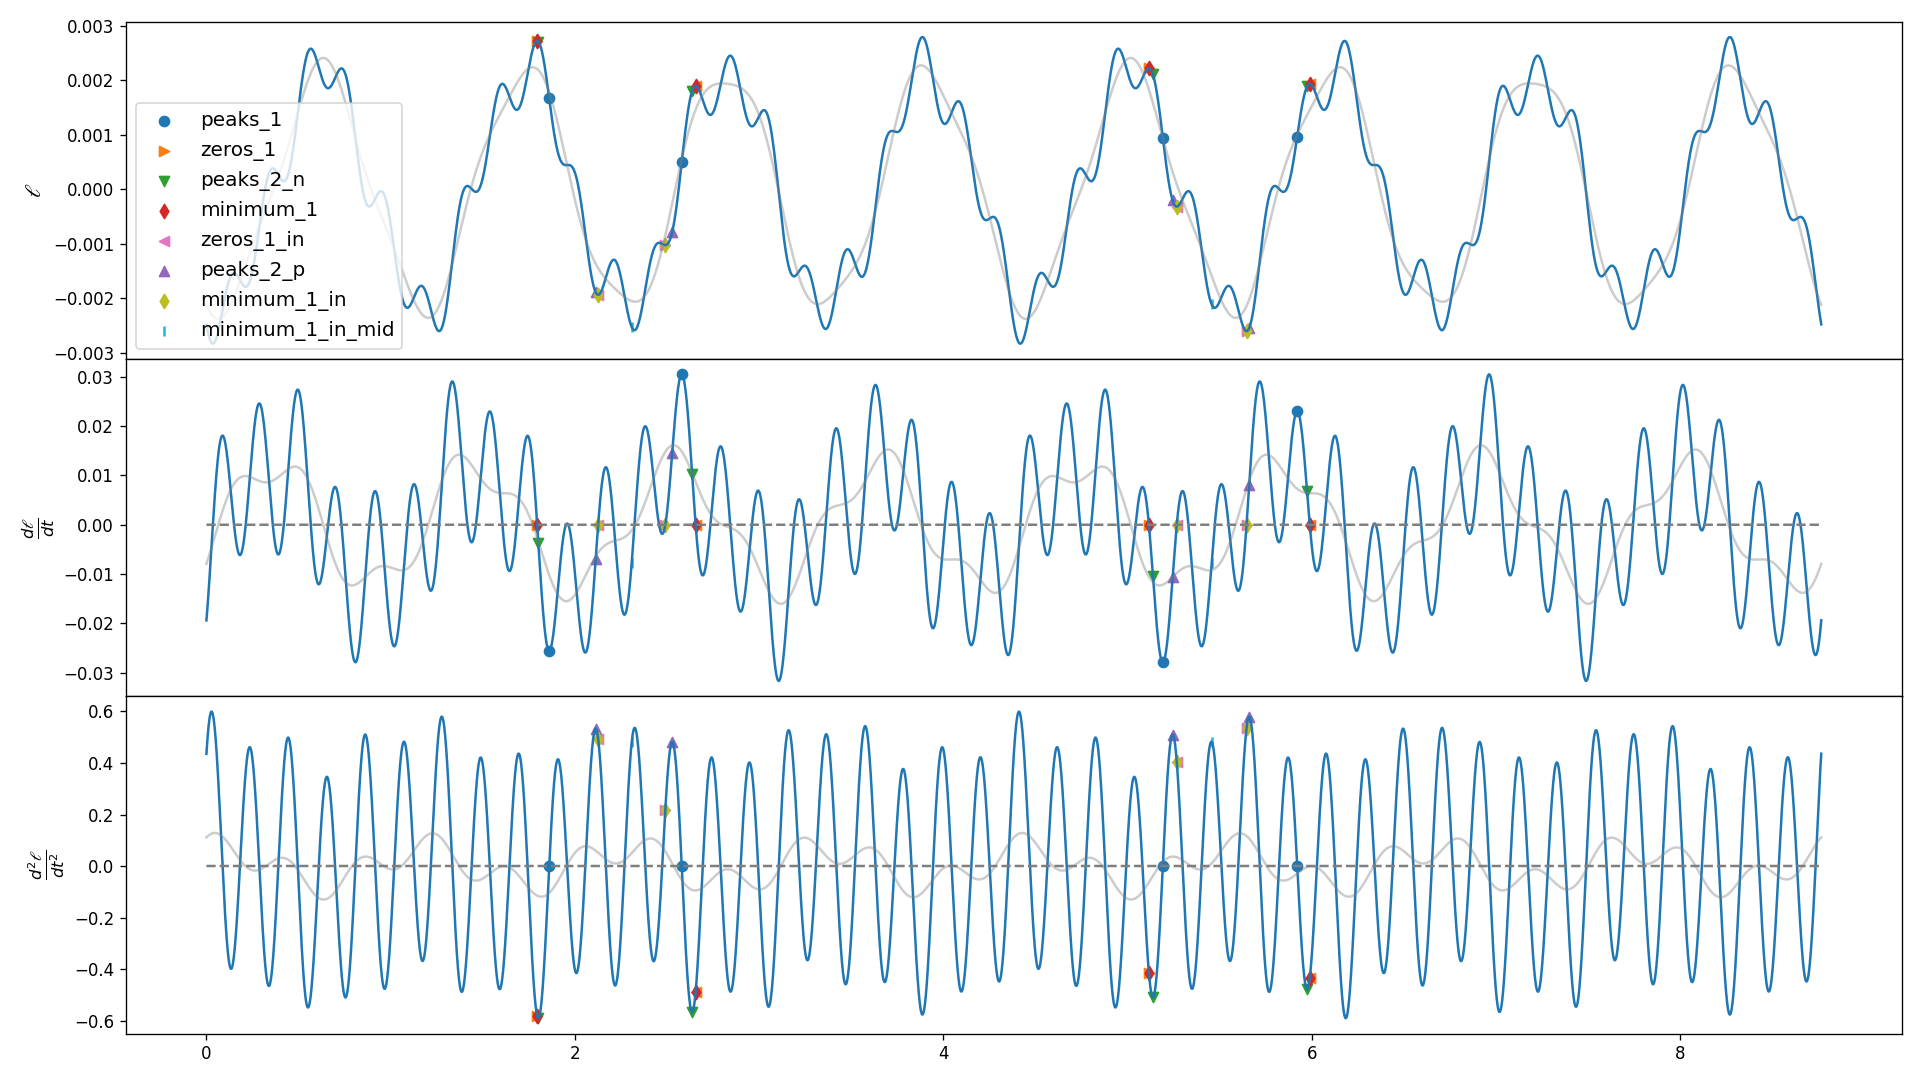 0.003
0.002
0.001
0.000
−0.001
−0.002
−0.003
ℓ
peaks_1
zeros_1
peaks_2_n
minimum_1
zeros_1_in
peaks_2_p
minimum_1_in
minimum_1_in_mid
0.03
0.02
0.01
0.00
−0.01
−0.02
−0.03
dℓ
dt
0.6
0.4
0.2
0.0
−0.2
−0.4
−0.6
d²ℓ
dt²
0 2 4 6 8